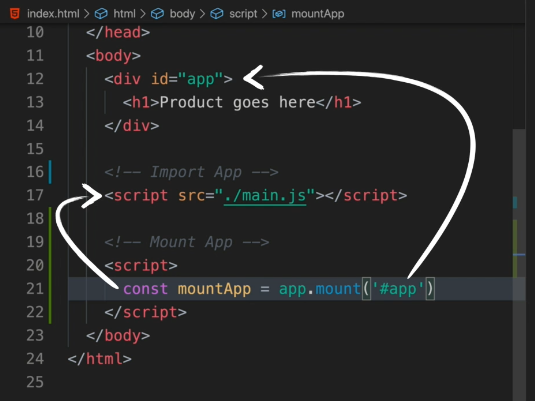 index.html > html > body > script > mountApp
10 </head>
11 <body>
12 <div id="app">
13 <h1>Product goes here</h1>
14 </div>
15
16 <!-- Import App -->
17 <script src="./main.js"></script>
18
19 <!-- Mount App -->
20 <script>
21 const mountApp = app.mount('#app')
22 </script>
23 </body>
24 </html>
25